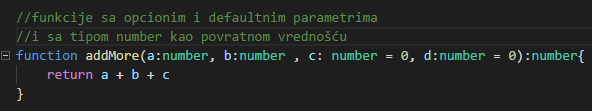 //funkcije sa opcionim i defaultnim parametrima
//i sa tipom number kao povratnom vrednošću
function addMore(a:number, b:number , c: number = 0, d:number = 0):number{
    return a + b + c
}